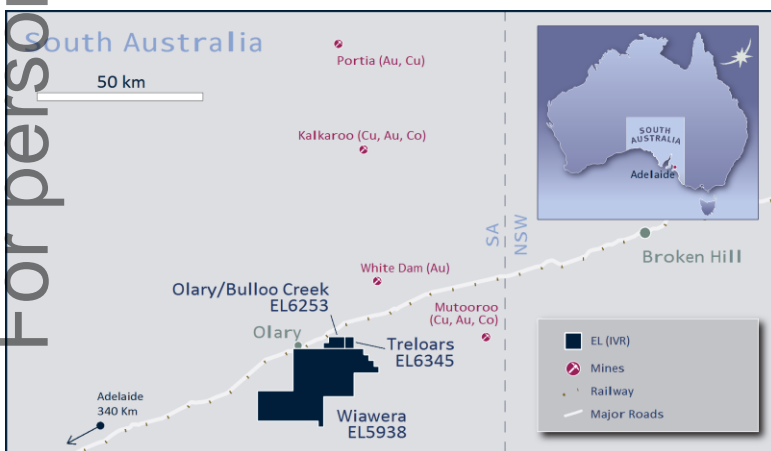 For person
South Australia
50 km
Portia (Au, Cu)
Kalkaroo (Cu, Au, Co)
SOUTH
AUSTRALIA
Adelaide
SA
NSW
Broken Hill
White Dam (Au)
Olary/Bulloo Creek
EL6253
Mutooroo
(Cu, Au, Co)
Olary
Treloars
EL6345
Adelaide
340 Km
Wiawera
EL5938
EL (IVR)
Mines
Railway
Major Roads